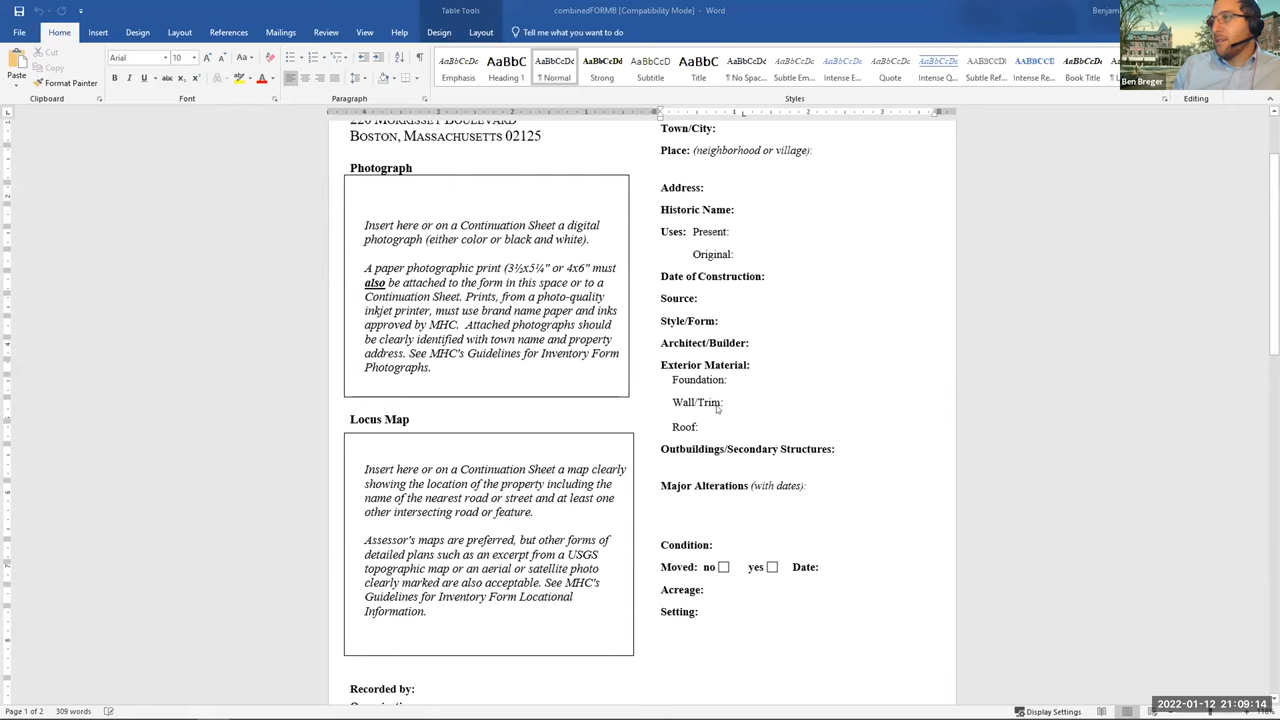 Table Tools
combinedFORMB [Compatibility Mode] - Word
Benjam
File
Home
Insert
Design
Layout
References
Mailings
Review
View
Help
Design
Layout
Tell me what you want to do
Paste
Cut
Copy
Format Painter
Clipboard
Arial
10
Font
Paragraph
AaBbCcDc
Emphasis
AaBbC
Heading 1
AaBbCcDc
¶ Normal
AaBbCcDc
Strong
AaBbCcD
Subtitle
AaBbC
Title
AaBbCcDc
¶ No Spac...
AaBbCcDc
Subtle Em...
AaBbCcDc
Intense E...
AaBbCcDc
Quote
AaBbCcDc
Intense Q...
Subtle Ref...
Intense Re...
Book Title
Styles
Editing
Ben Breger
220 MORRISSEY BOULEVARD
BOSTON, MASSACHUSETTS 02125
Photograph
Insert here or on a Continuation Sheet a digital
photograph (either color or black and white).
A paper photographic print (3½x5¼" or 4x6" must
also be attached to the form in this space or to a
Continuation Sheet. Prints, from a photo-quality
inkjet printer, must use brand name paper and inks
approved by MHC. Attached photographs should
be clearly identified with town name and property
address. See MHC's Guidelines for Inventory Form
Photographs.
Locus Map
Insert here or on a Continuation Sheet a map clearly
showing the location of the property including the
name of the nearest road or street and at least one
other intersecting road or feature.
Assessor's maps are preferred, but other forms of
detailed plans such as an excerpt from a USGS
topographic map or an aerial or satellite photo
clearly marked are also acceptable. See MHC's
Guidelines for Inventory Form Locational
Information.
Recorded by:
Town/City:
Place: (neighborhood or village):
Address:
Historic Name:
Uses: Present:
Original:
Date of Construction:
Source:
Style/Form:
Architect/Builder:
Exterior Material:
Foundation:
Wall/Trim:
Roof:
Outbuildings/Secondary Structures:
Major Alterations (with dates):
Condition:
Moved: no yes Date:
Acreage:
Setting:
Page 1 of 2
309 words
Display Settings
2022-01-12 21:09:14